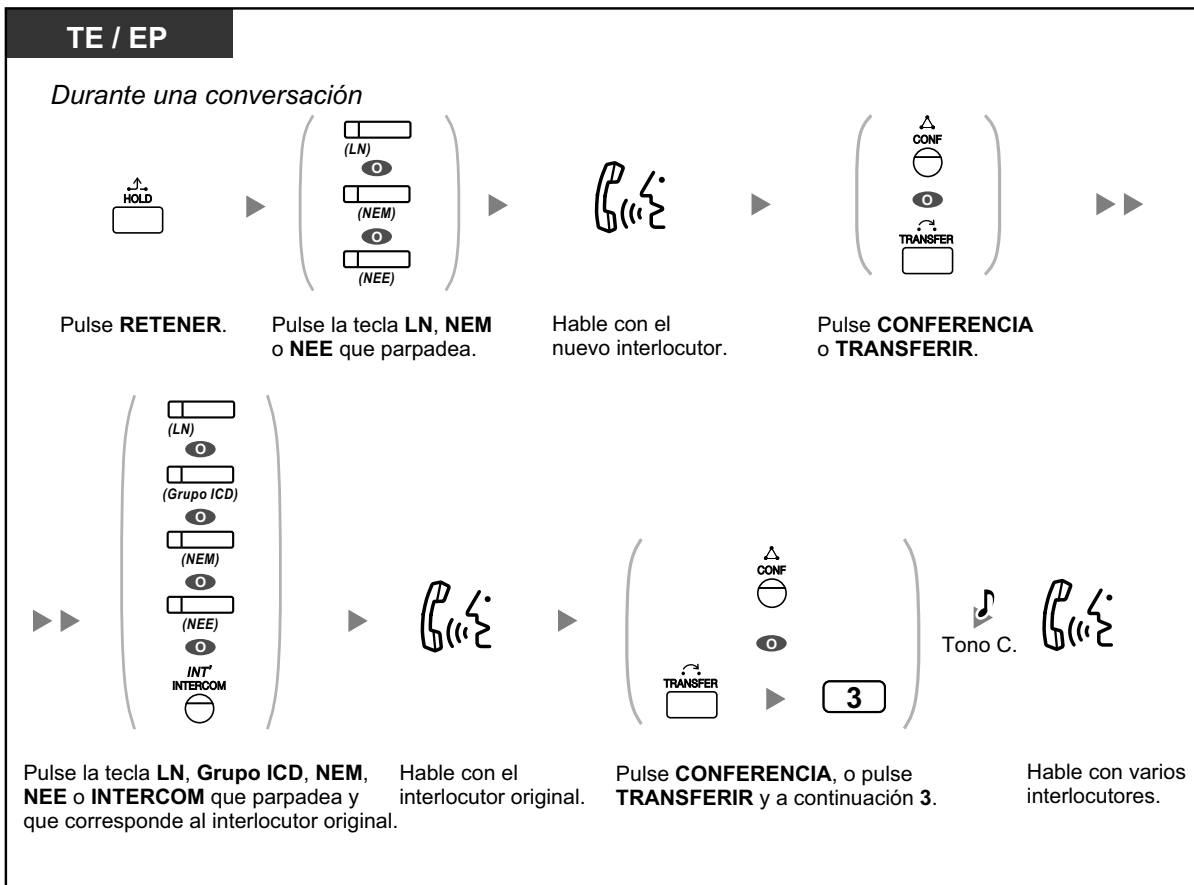 TE / EP
Durante una conversación
HOLD
(LN)
O
(NEM)
O
(NEE)
CONF
O
TRANSFER
Pulse RETENER.
Pulse la tecla LN, NEM
o NEE que parpadea.
Hable con el
nuevo interlocutor.
Pulse CONFERENCIA
o TRANSFERIR.
(LN)
O
(Grupo ICD)
O
(NEM)
O
(NEE)
O
INT'
INTERCOM
CONF
O
TRANSFER
3
Tono C.
Pulse la tecla LN, Grupo ICD, NEM,
NEE o INTERCOM que parpadea y
que corresponde al interlocutor original.
Hable con el
interlocutor original.
Pulse CONFERENCIA, o pulse
TRANSFERIR y a continuación 3.
Hable con varios
interlocutores.